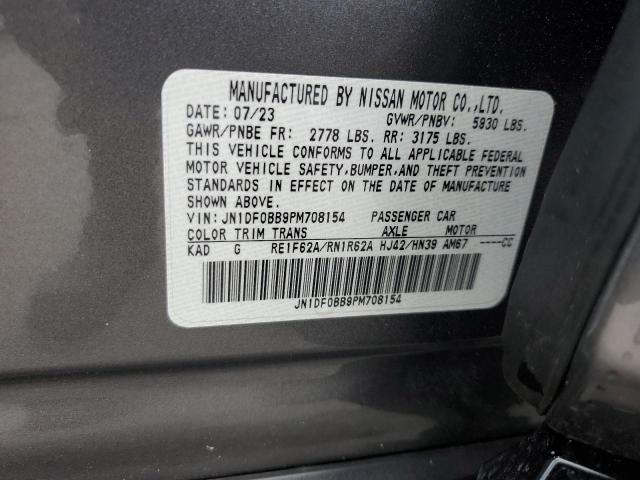 MANUFACTURED BY NISSAN MOTOR CO.,LTD.
DATE: 07/23 GVWR/PNBV: 5930 LBS.
GAWR/PNBE FR: 2778 LBS. RR: 3175 LBS.
THIS VEHICLE CONFORMS TO ALL APPLICABLE FEDERAL
MOTOR VEHICLE SAFETY,BUMPER,AND THEFT PREVENTION
STANDARDS IN EFFECT ON THE DATE OF MANUFACTURE
SHOWN ABOVE.
VIN: JN1DF0BB9PM708154 PASSENGER CAR
COLOR TRIM TRANS AXLE MOTOR
KAD G RE1F62A/RN1R62A HJ42/HN39 AM67 ----CC
JN1DF0BB9PM708154